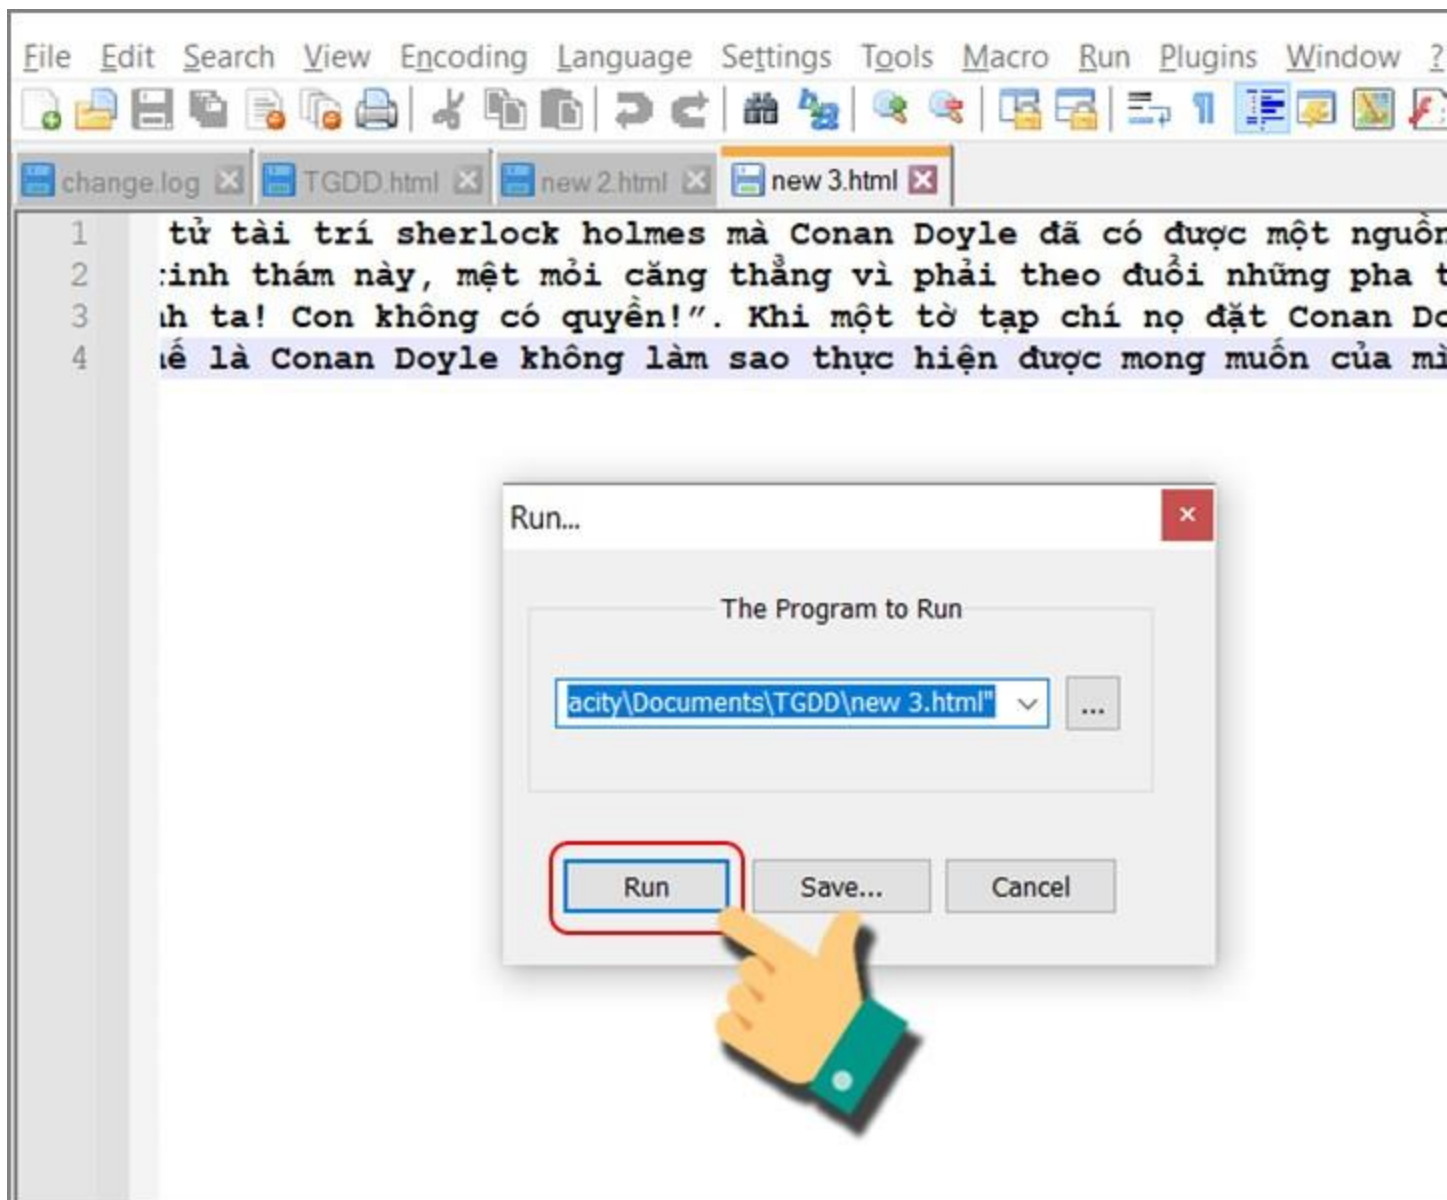 File Edit Search View Encoding Language Settings Tools Macro Run Plugins Window ?
change.log TGDD.html new 2.html new 3.html
1 tử tài trí sherlock holmes mà Conan Doyle đã có được một nguồn
2 rinh thám này, mệt mỏi căng thẳng vì phải theo đuổi những pha t
3 nh ta! Con không có quyền!". Khi một tờ tạp chí nọ đặt Conan Do
4 là Conan Doyle không làm sao thực hiện được mong muốn của mì
Run...
The Program to Run
acity\Documents\TGDD\new 3.html"
...
Run Save... Cancel